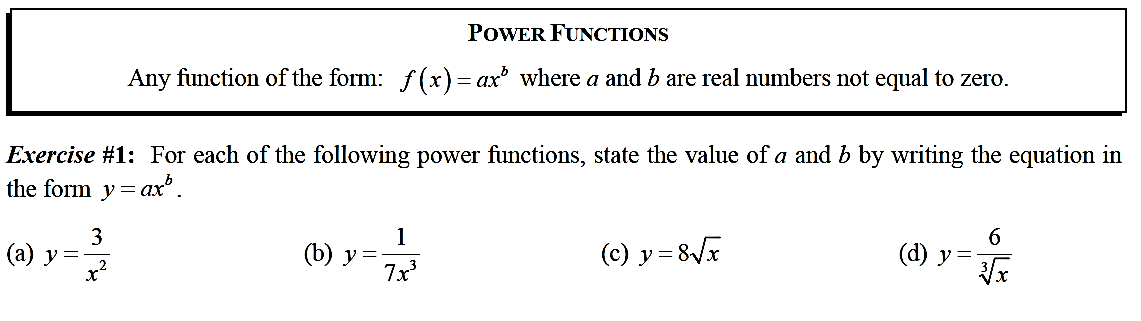 POWER FUNCTIONS
Any function of the form: f(x) = ax^b where a and b are real numbers not equal to zero.
Exercise #1: For each of the following power functions, state the value of a and b by writing the equation in
the form y = ax^b .
(a) y = 3/x^2 (b) y = 1/7x^3 (c) y = 8√x (d) y = 6/∛x